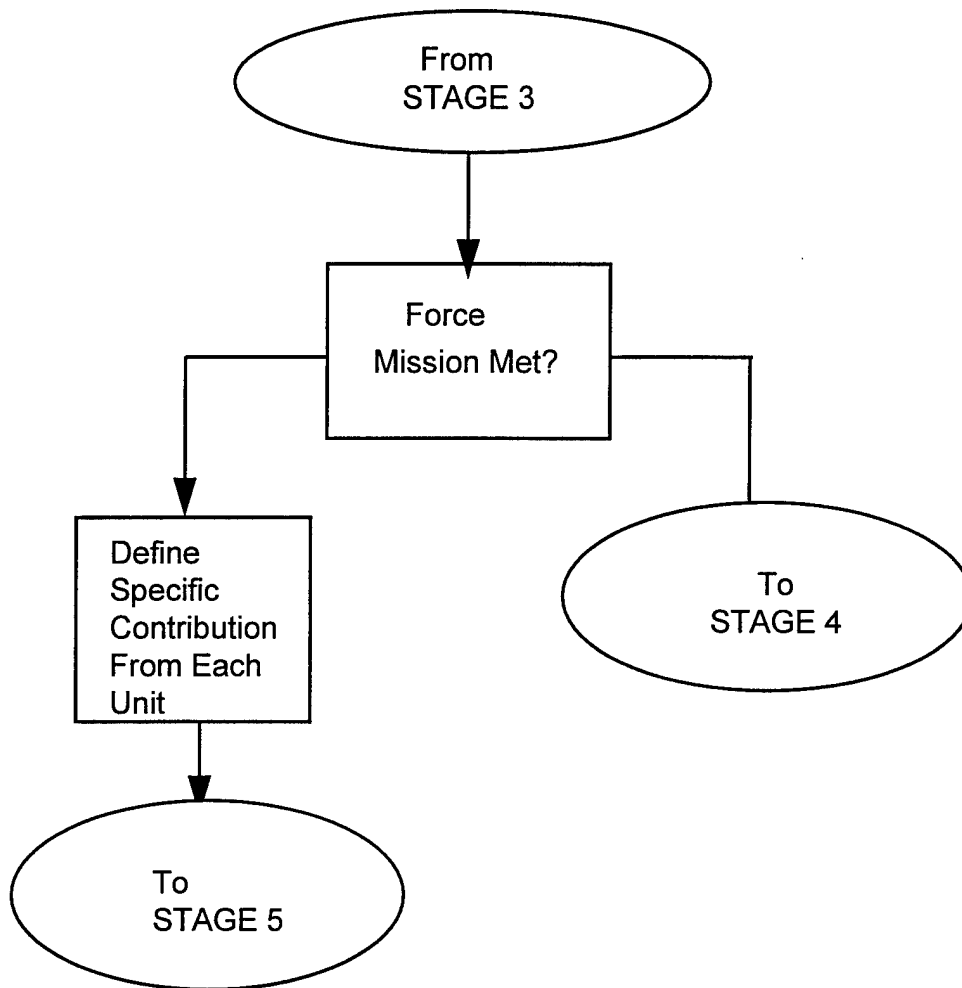 From
STAGE 3
Force
Mission Met?
Define
Specific
Contribution
From Each
Unit
To
STAGE 4
To
STAGE 5